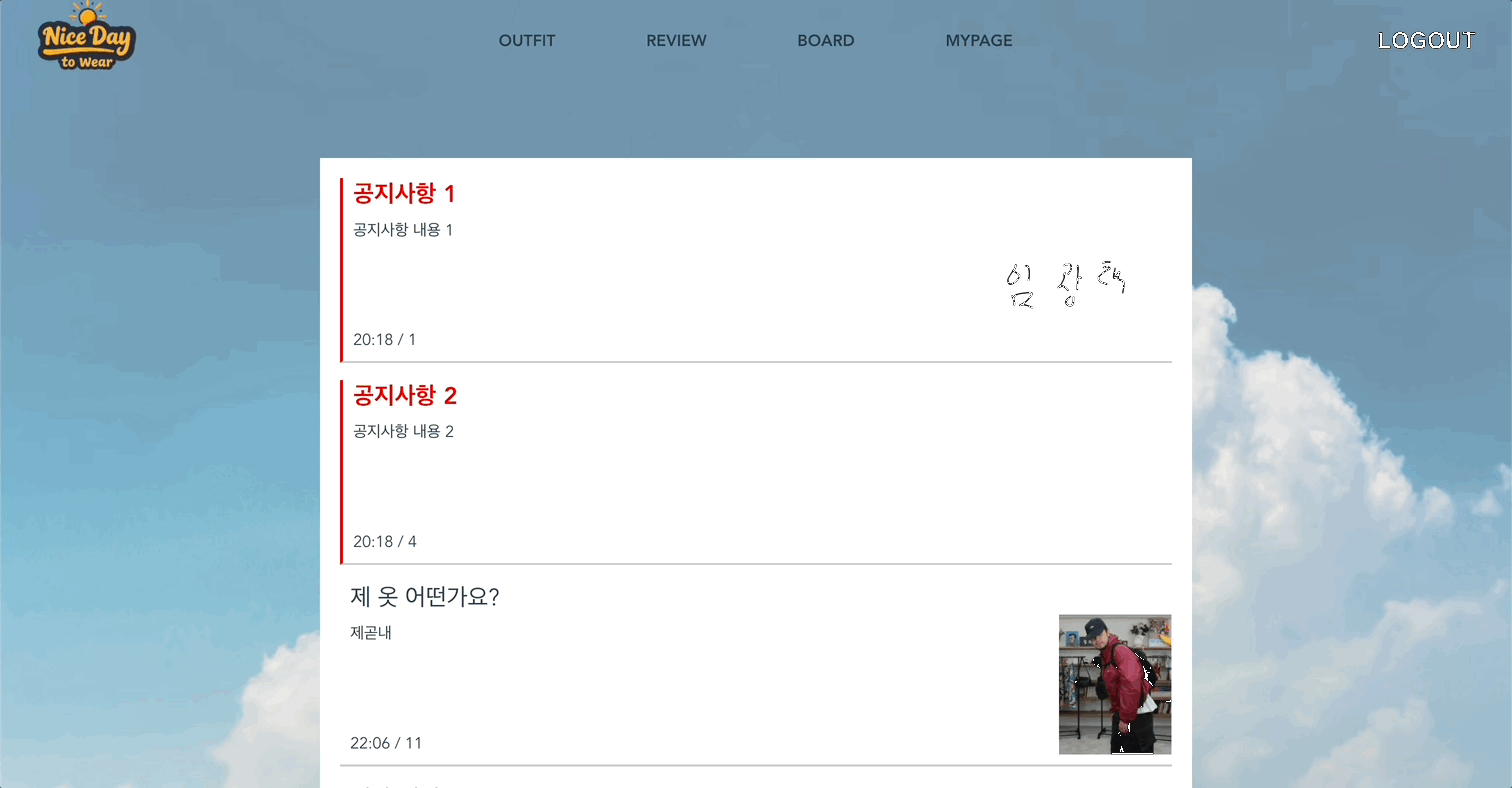 Nice Day
to Wear
OUTFIT
REVIEW
BOARD
MYPAGE
LOGOUT
공지사항 1
공지사항 내용 1
임 광 택
20:18 / 1
공지사항 2
공지사항 내용 2
20:18 / 4
제 옷 어떤가요?
제곧내
22:06 / 11